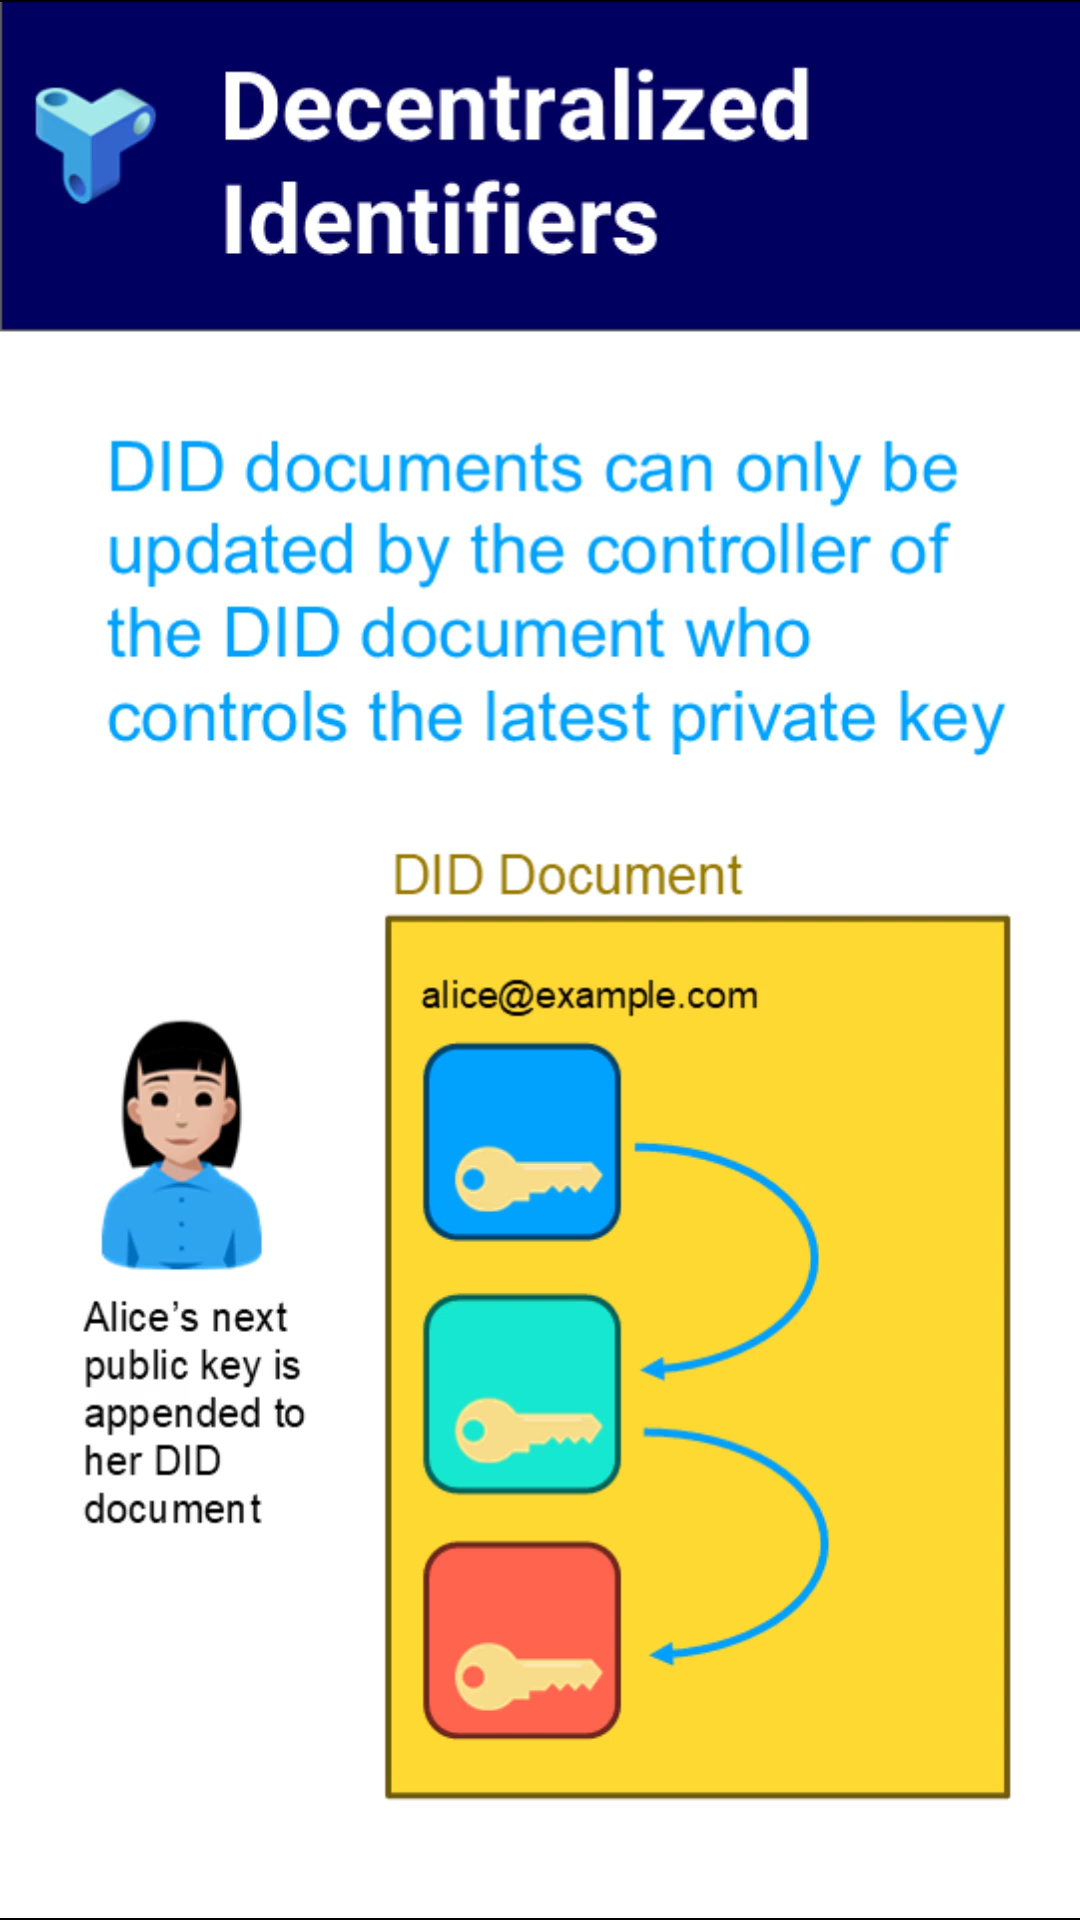 Decentralized
Identifiers
DID documents can only be
updated by the controller of
the DID document who
controls the latest private key
DID Document
alice@example.com
Alice’s next
public key is
appended to
her DID
document